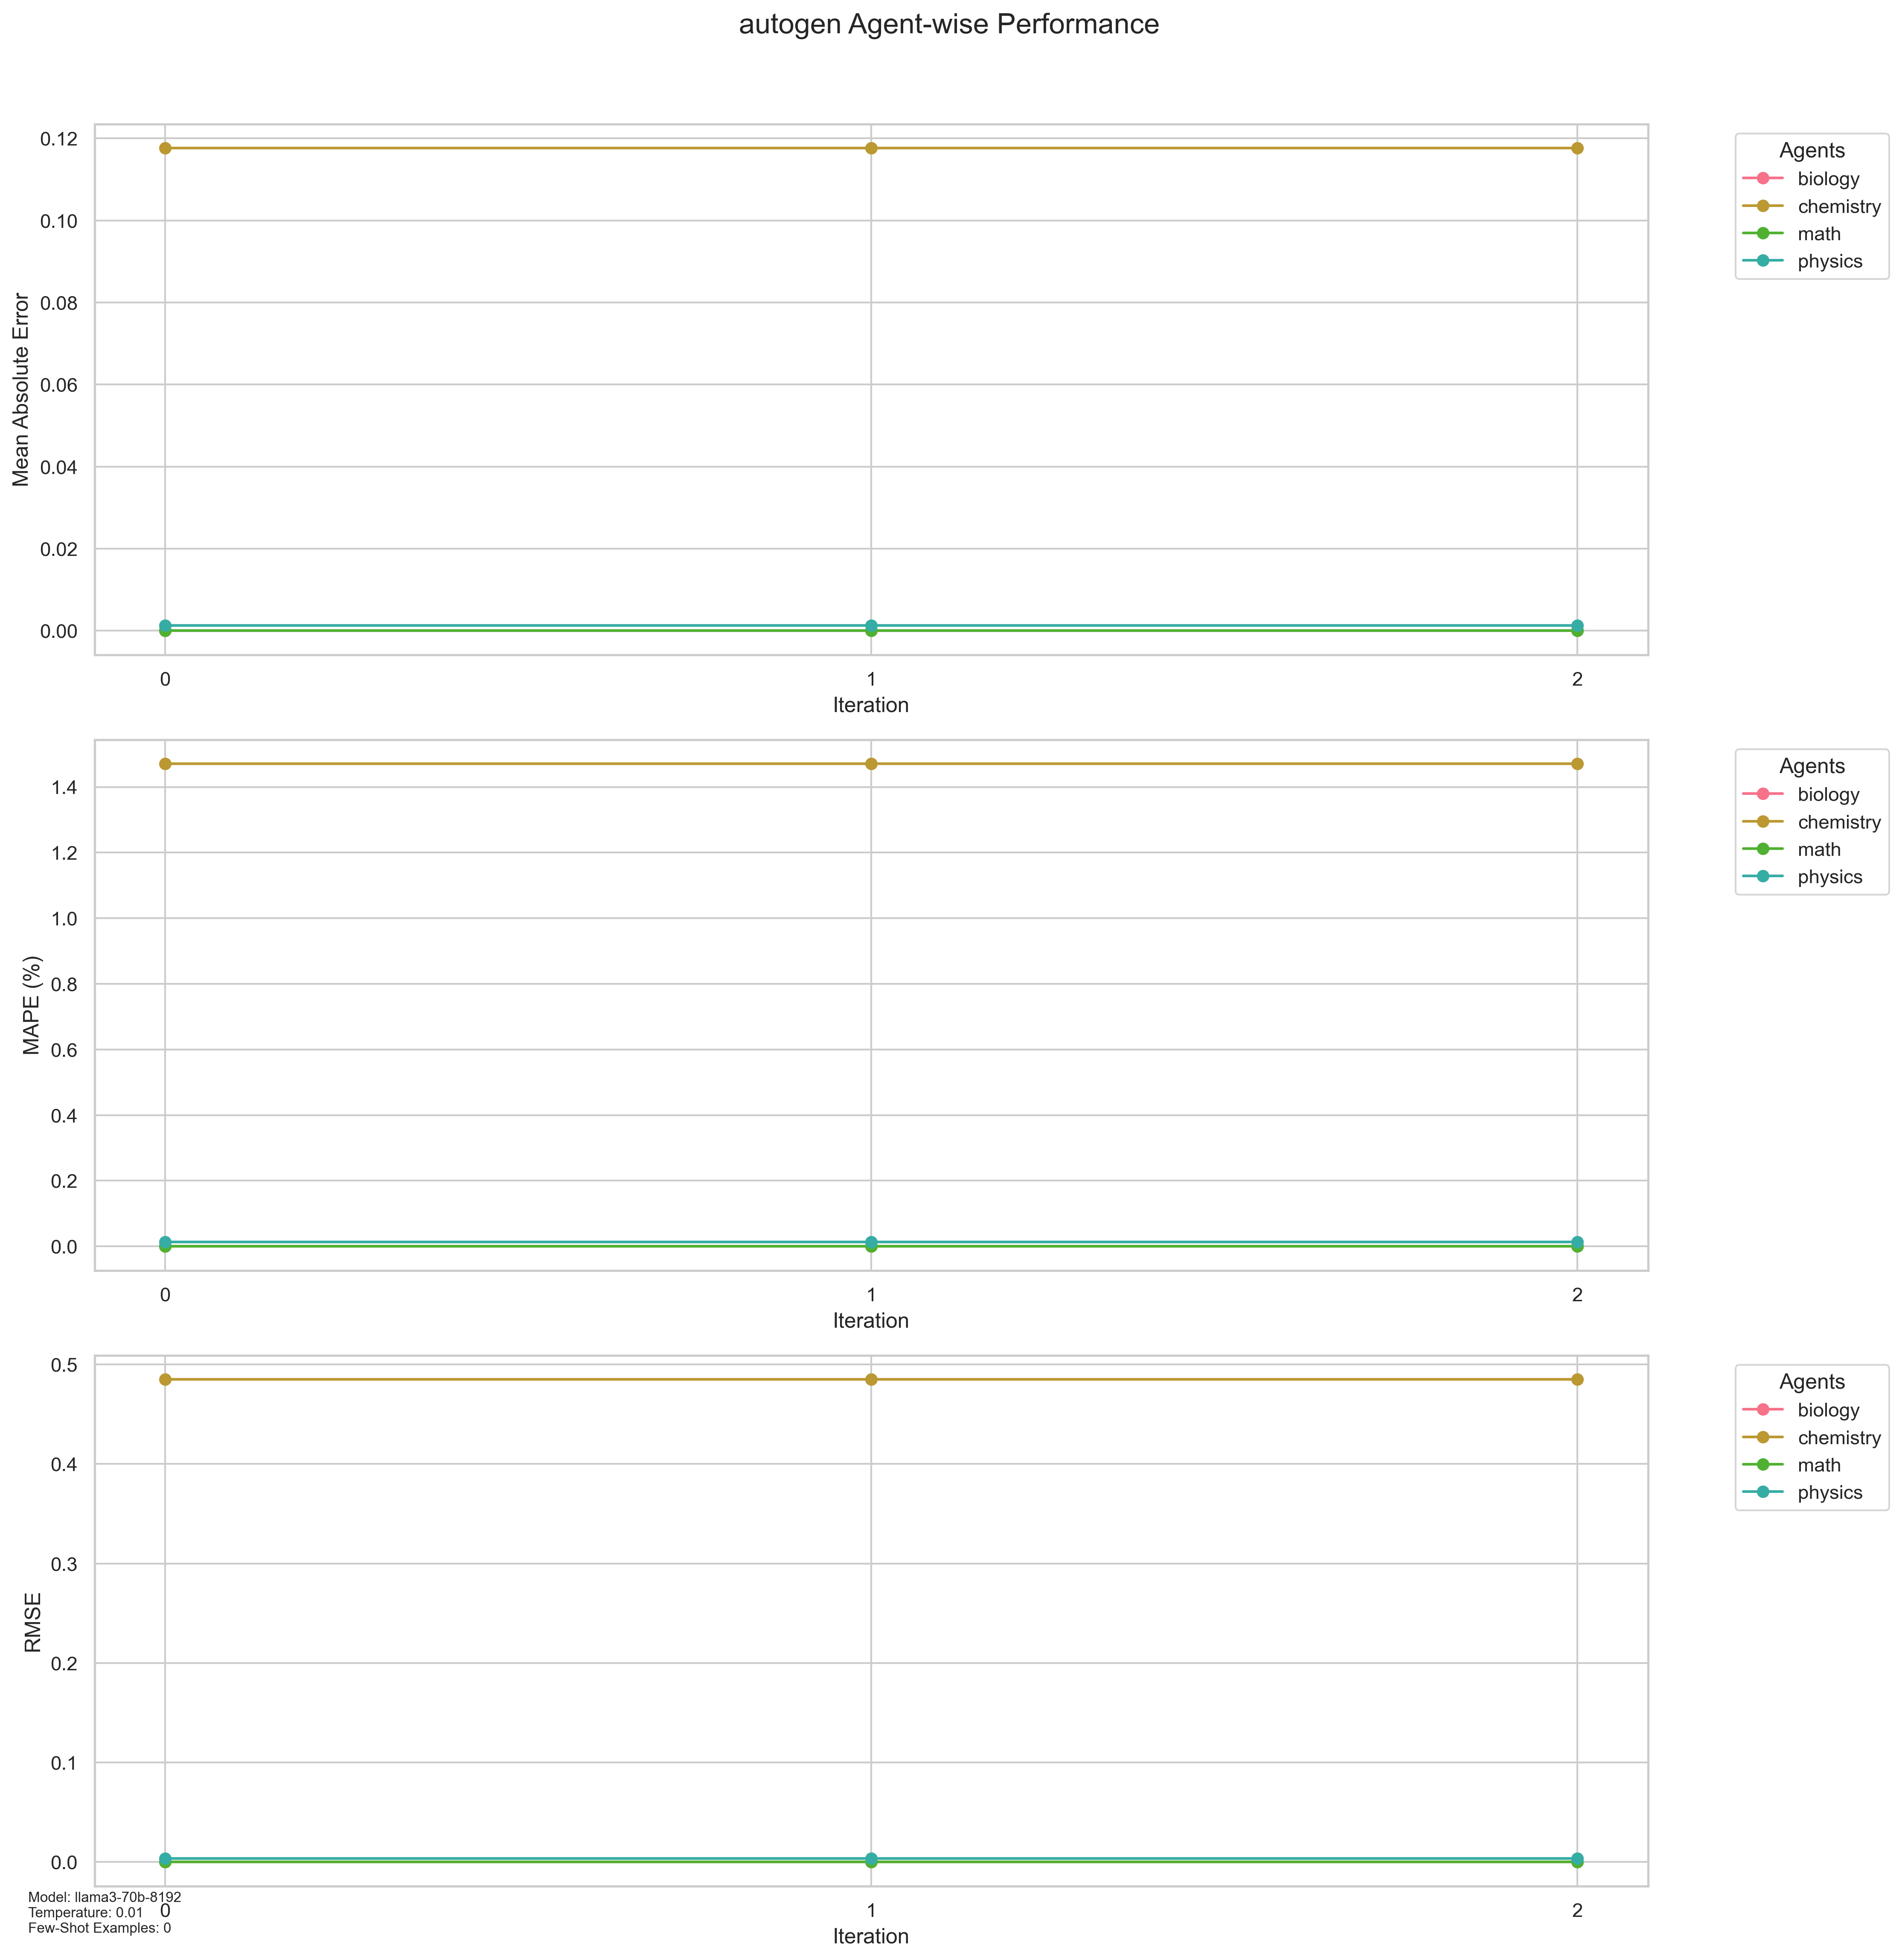 autogen Agent-wise Performance
Mean Absolute Error
0.12
0.10
0.08
0.06
0.04
0.02
0.00
0 1 2
Iteration
Agents
biology
chemistry
math
physics
MAPE (%)
1.4
1.2
1.0
0.8
0.6
0.4
0.2
0.0
0 1 2
Iteration
Agents
biology
chemistry
math
physics
RMSE
0.5
0.4
0.3
0.2
0.1
0.0
0 1 2
Iteration
Agents
biology
chemistry
math
physics
Model: llama3-70b-8192
Temperature: 0.01
Few-Shot Examples: 0